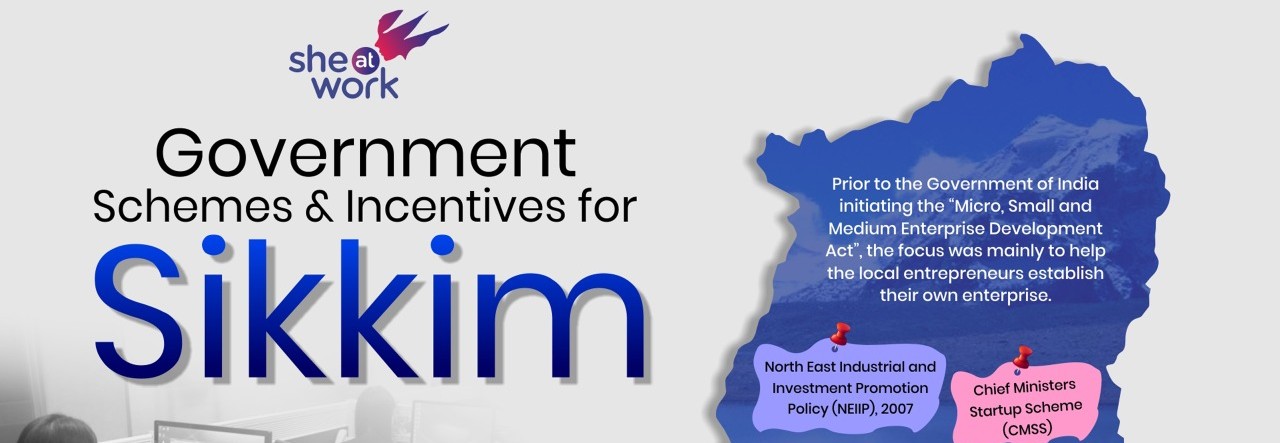 she at
work
Government
Schemes & Incentives for
Sikkim
Prior to the Government of India
initiating the “Micro, Small and
Medium Enterprise Development
Act”, the focus was mainly to help
the local entrepreneurs establish
their own enterprise.
North East Industrial and
Investment Promotion
Policy (NEIIP), 2007
Chief Ministers
Startup Scheme
(CMSS)